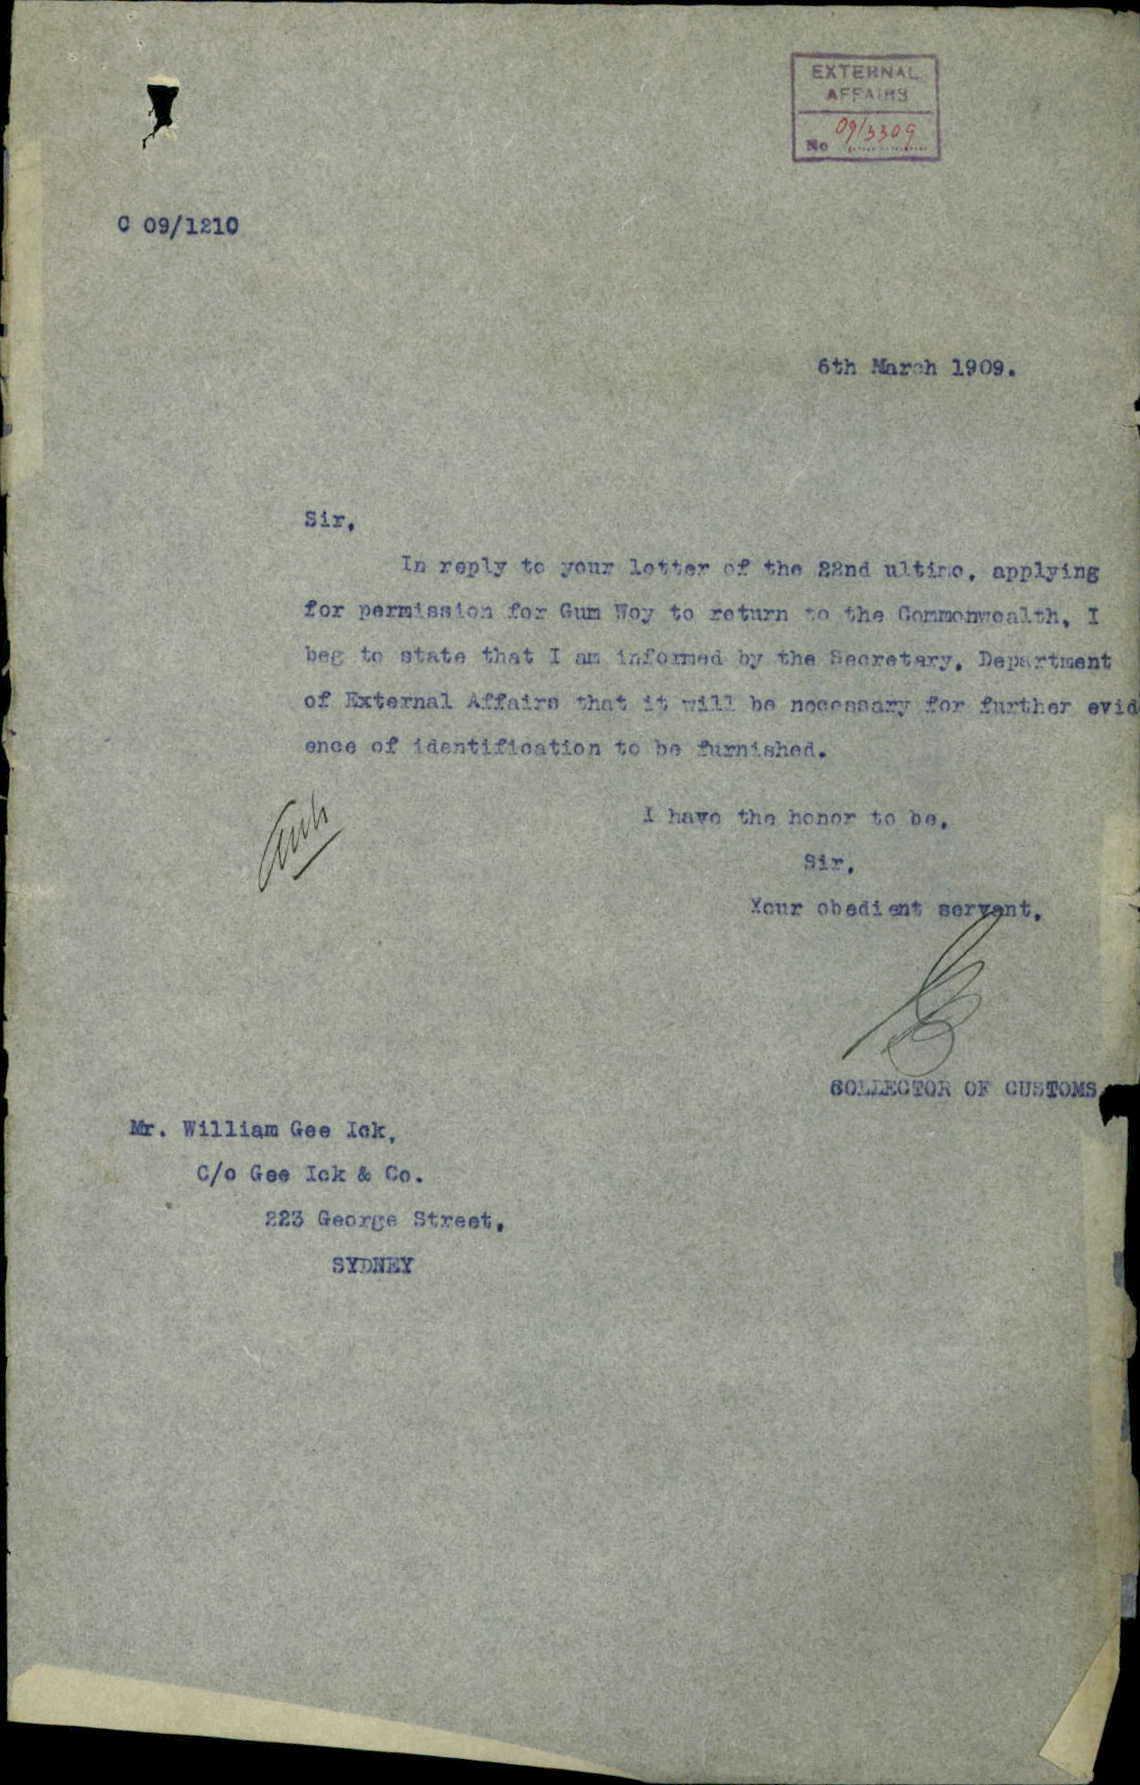 EXTERNAL
AFFAIRS
No 09/3309
C 09/1210
6th March 1909.
Sir,
In reply to your letter of the 22nd ultimo, applying
for permission for Gum Woy to return to the Commonwealth, I
beg to state that I am informed by the Secretary, Department
of External Affairs that it will be necessary for further evid
ence of identification to be furnished.
I have the honor to be,
Sir,
Your obedient servant,
COLLECTOR OF CUSTOMS
Mr. William Gee Ick,
C/o Gee Ick & Co.
223 George Street,
SYDNEY